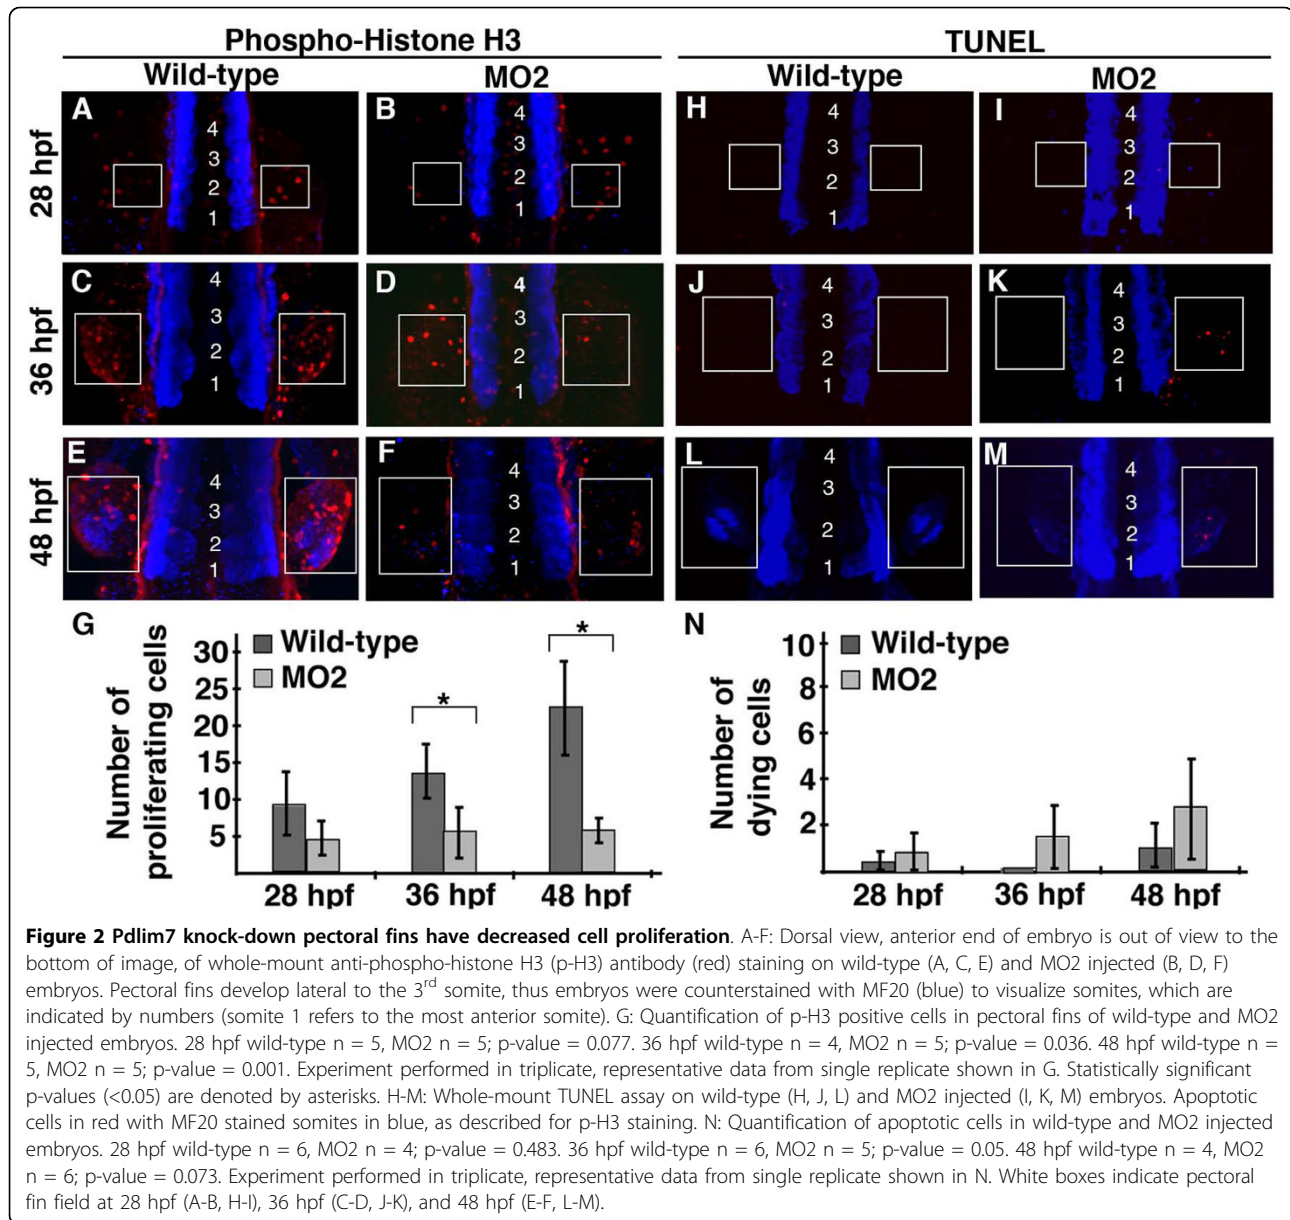 Phospho-Histone H3 TUNEL
Wild-type MO2 Wild-type MO2
28 hpf
A 4 3 2 1
B 4 3 2 1
H 4 3 2 1
I 4 3 2 1
36 hpf
C 4 3 2 1
D 4 3 2 1
J 4 3 2 1
K 4 3 2 1
48 hpf
E 4 3 2 1
F 4 3 2 1
L 4 3 2 1
M 4 3 2 1
G
Number of
proliferating cells
30
25
20
15
10
5
Wild-type
MO2
*
*
28 hpf 36 hpf 48 hpf
N
Number of
dying cells
10
8
6
4
2
Wild-type
MO2
28 hpf 36 hpf 48 hpf
Figure 2 Pdlim7 knock-down pectoral fins have decreased cell proliferation. A-F: Dorsal view, anterior end of embryo is out of view to the
bottom of image, of whole-mount anti-phospho-histone H3 (p-H3) antibody (red) staining on wild-type (A, C, E) and MO2 injected (B, D, F)
embryos. Pectoral fins develop lateral to the 3rd somite, thus embryos were counterstained with MF20 (blue) to visualize somites, which are
indicated by numbers (somite 1 refers to the most anterior somite). G: Quantification of p-H3 positive cells in pectoral fins of wild-type and MO2
injected embryos. 28 hpf wild-type n = 5, MO2 n = 5; p-value = 0.077. 36 hpf wild-type n = 4, MO2 n = 5; p-value = 0.036. 48 hpf wild-type n =
5, MO2 n = 5; p-value = 0.001. Experiment performed in triplicate, representative data from single replicate shown in G. Statistically significant
p-values (<0.05) are denoted by asterisks. H-M: Whole-mount TUNEL assay on wild-type (H, J, L) and MO2 injected (I, K, M) embryos. Apoptotic
cells in red with MF20 stained somites in blue, as described for p-H3 staining. N: Quantification of apoptotic cells in wild-type and MO2 injected
embryos. 28 hpf wild-type n = 6, MO2 n = 4; p-value = 0.483. 36 hpf wild-type n = 6, MO2 n = 5; p-value = 0.05. 48 hpf wild-type n = 4, MO2
n = 6; p-value = 0.073. Experiment performed in triplicate, representative data from single replicate shown in N. White boxes indicate pectoral
fin field at 28 hpf (A-B, H-I), 36 hpf (C-D, J-K), and 48 hpf (E-F, L-M).